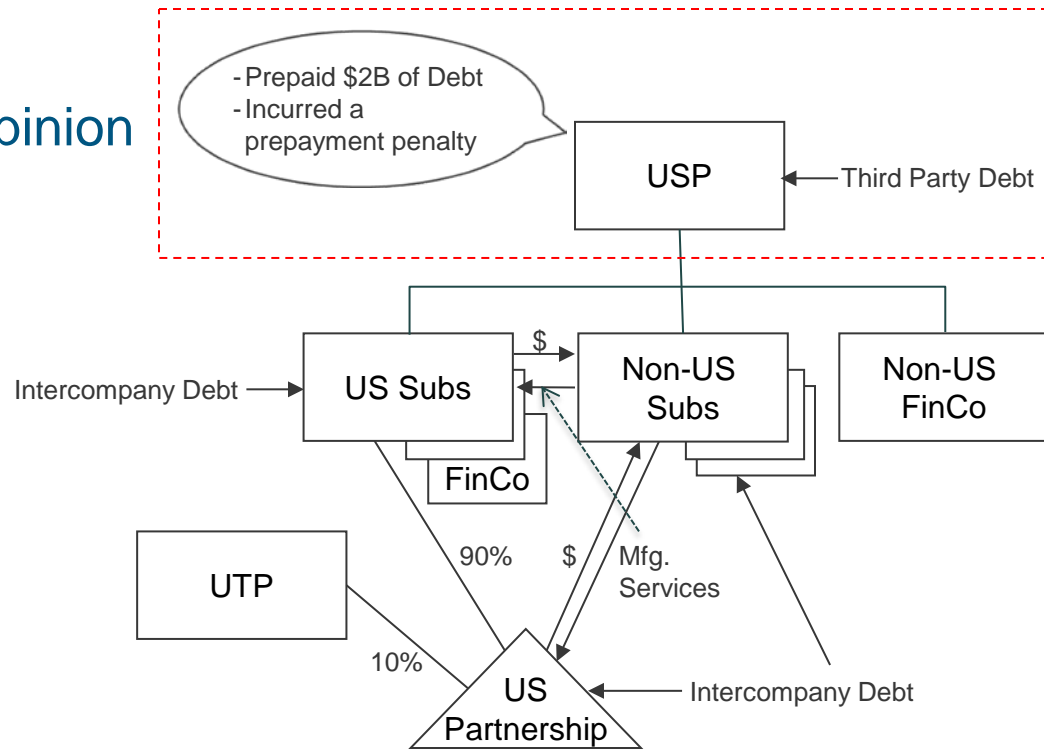 - Prepaid $2B of Debt
- Incurred a
prepayment penalty
pinion
USP
Third Party Debt
$
Intercompany Debt
US Subs
Non-US
Subs
Non-US
FinCo
FinCo
90%
$
Mfg.
Services
UTP
10%
US
Partnership
Intercompany Debt